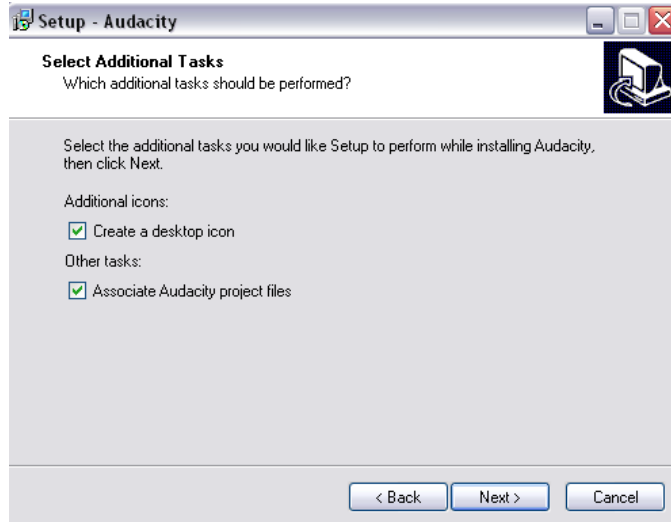 Setup - Audacity
Select Additional Tasks
Which additional tasks should be performed?
Select the additional tasks you would like Setup to perform while installing Audacity,
then click Next.
Additional icons:
Create a desktop icon
Other tasks:
Associate Audacity project files
< Back Next > Cancel